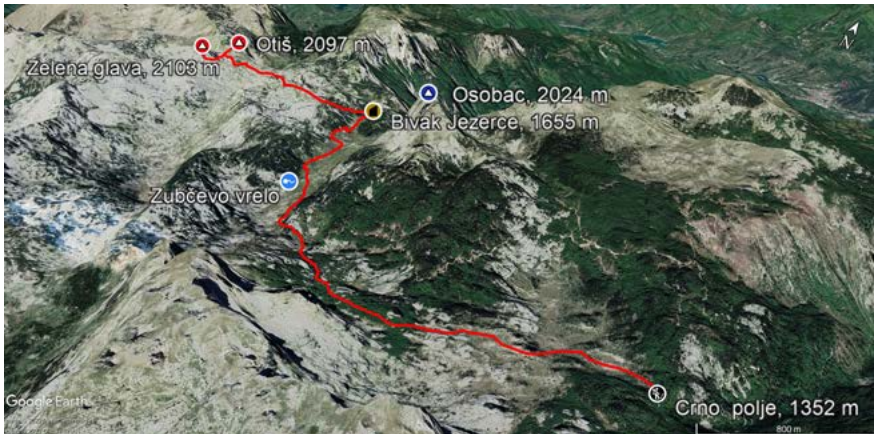 N
Otiš, 2097 m
Zelena glava, 2103 m
Osobac, 2024 m
Bivak Jezerce, 1655 m
Zubčevo vrelo
Google Earth
Crno polje, 1352 m
800 m